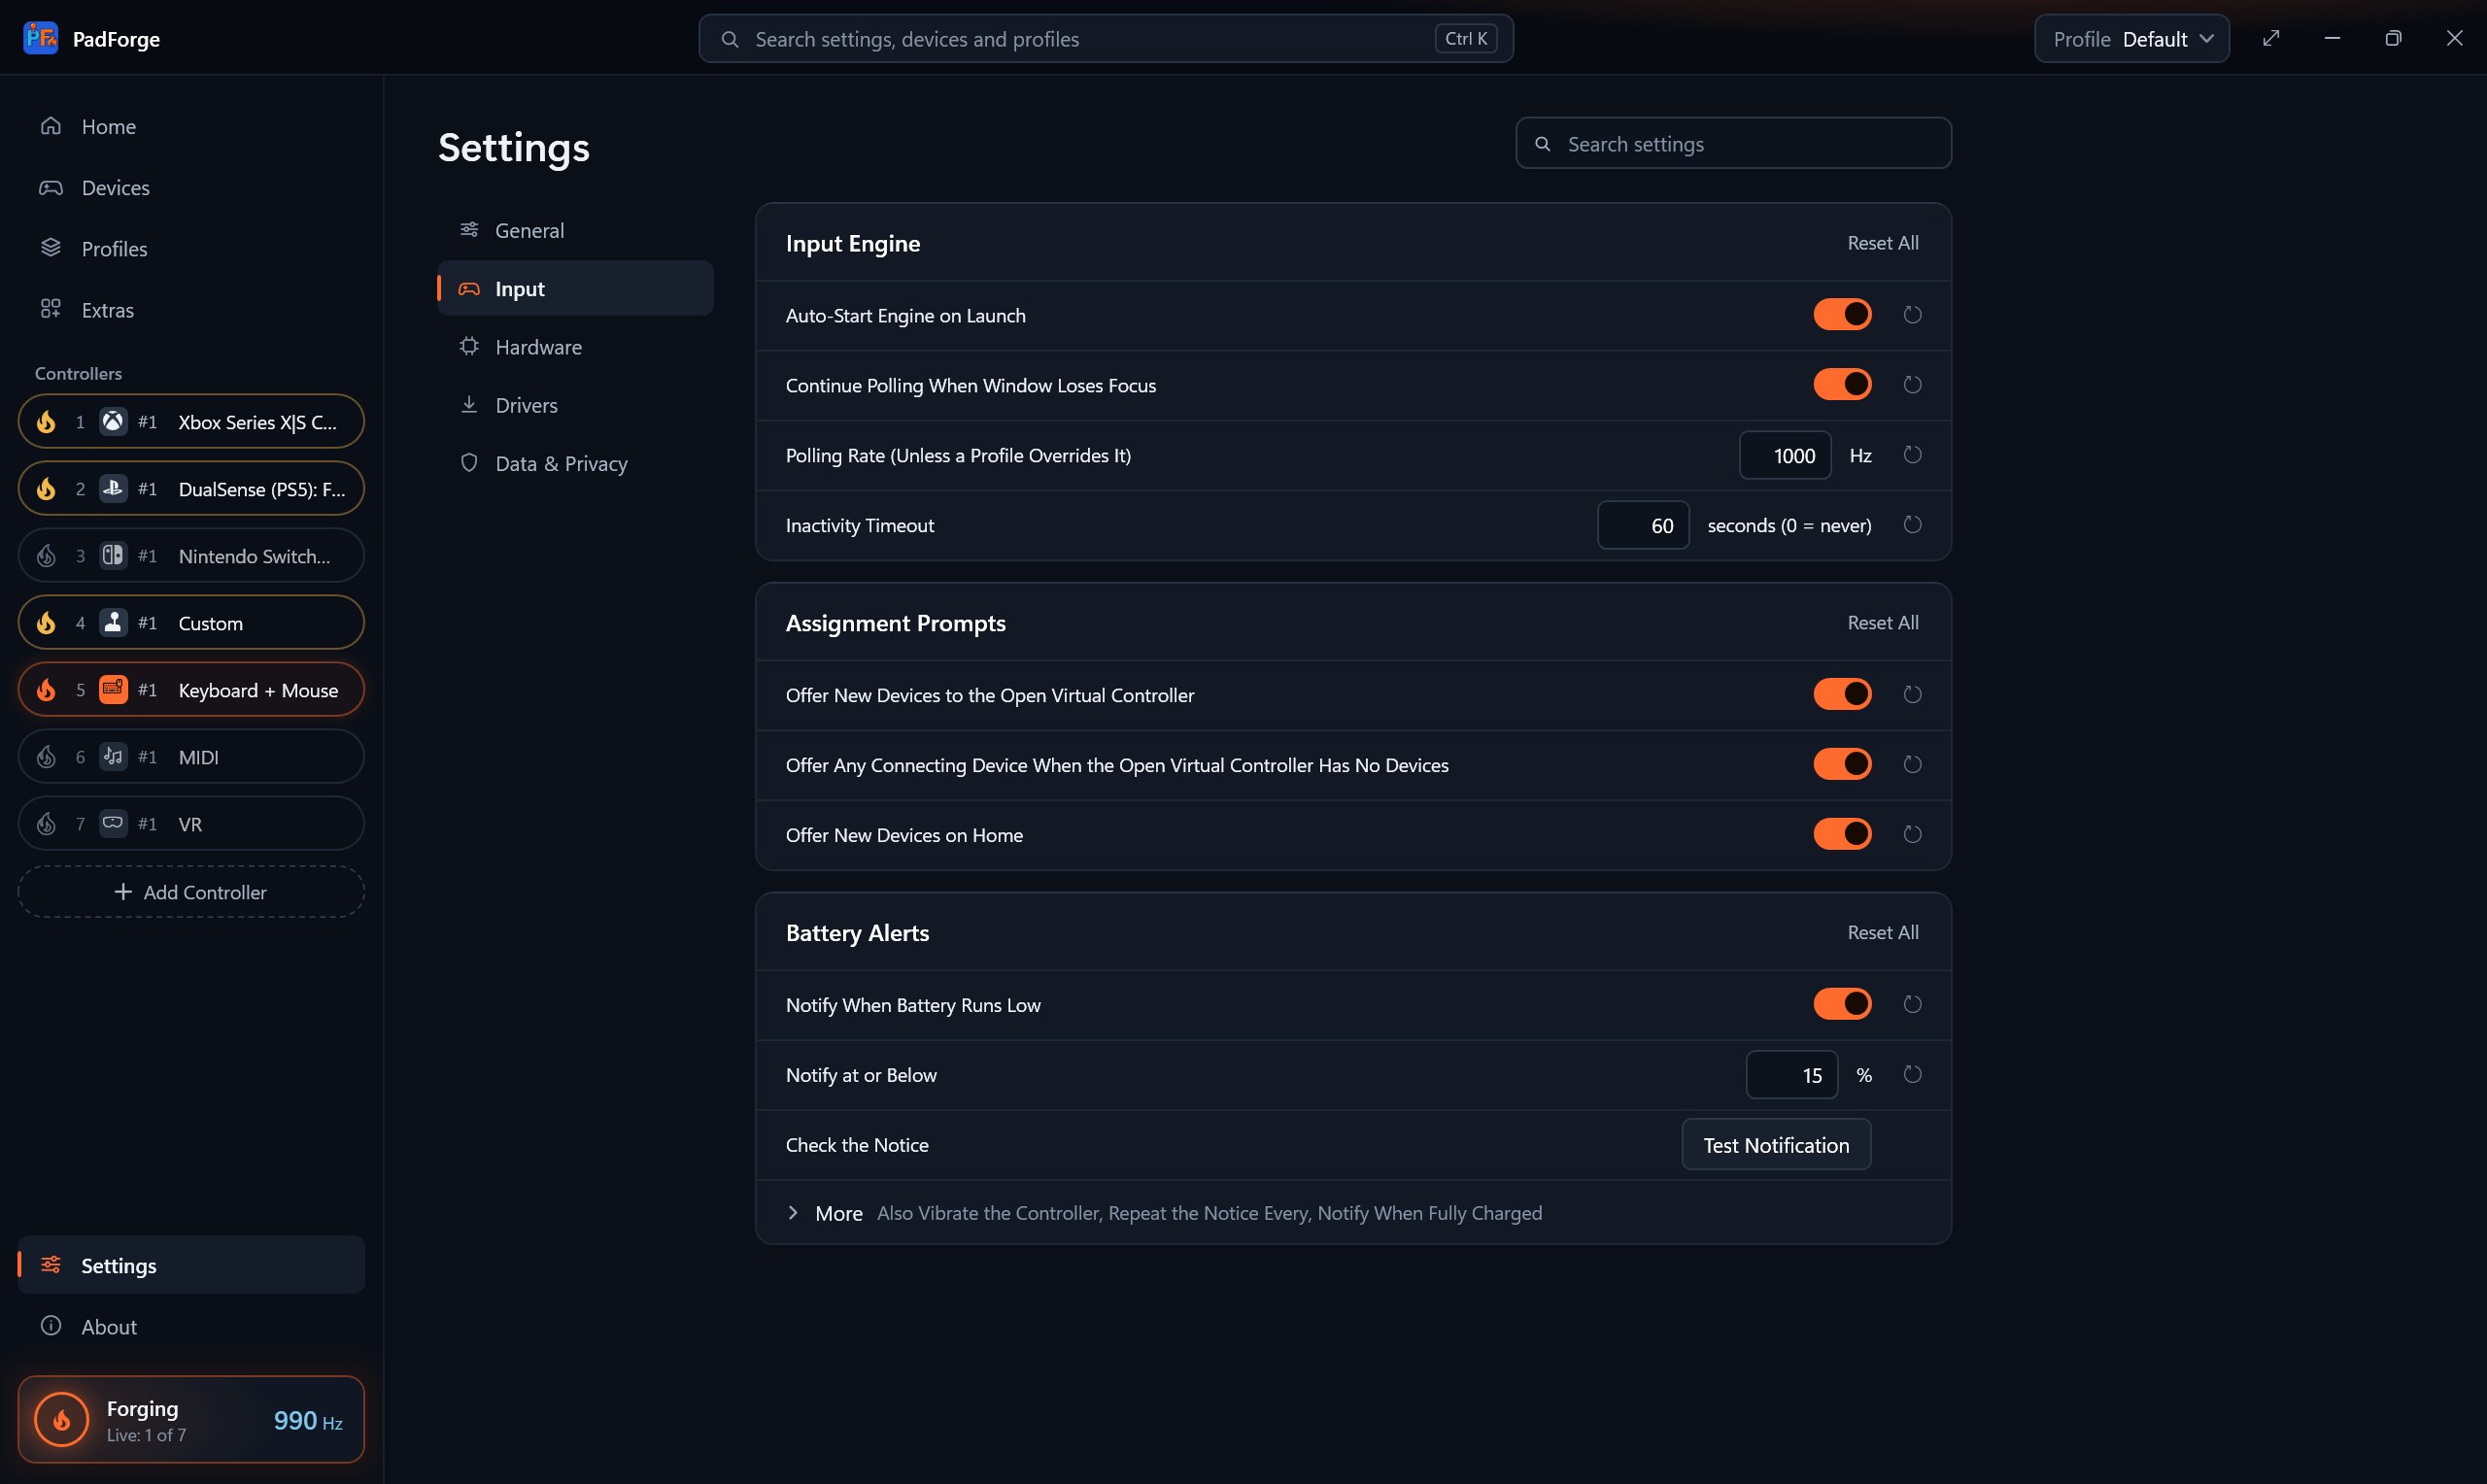 PadForge
Search settings, devices and profiles
Ctrl K
Profile Default
Home
Devices
Profiles
Extras
Controllers
1 #1 Xbox Series X|S C...
2 #1 DualSense (PS5): F...
3 #1 Nintendo Switch...
4 #1 Custom
5 #1 Keyboard + Mouse
6 #1 MIDI
7 #1 VR
Add Controller
Settings
About
Forging
Live: 1 of 7
990 Hz
Settings
Search settings
General
Input
Hardware
Drivers
Data & Privacy
Input Engine
Reset All
Auto-Start Engine on Launch
Continue Polling When Window Loses Focus
Polling Rate (Unless a Profile Overrides It)
1000 Hz
Inactivity Timeout
60 seconds (0 = never)
Assignment Prompts
Reset All
Offer New Devices to the Open Virtual Controller
Offer Any Connecting Device When the Open Virtual Controller Has No Devices
Offer New Devices on Home
Battery Alerts
Reset All
Notify When Battery Runs Low
Notify at or Below
15 %
Check the Notice
Test Notification
More Also Vibrate the Controller, Repeat the Notice Every, Notify When Fully Charged